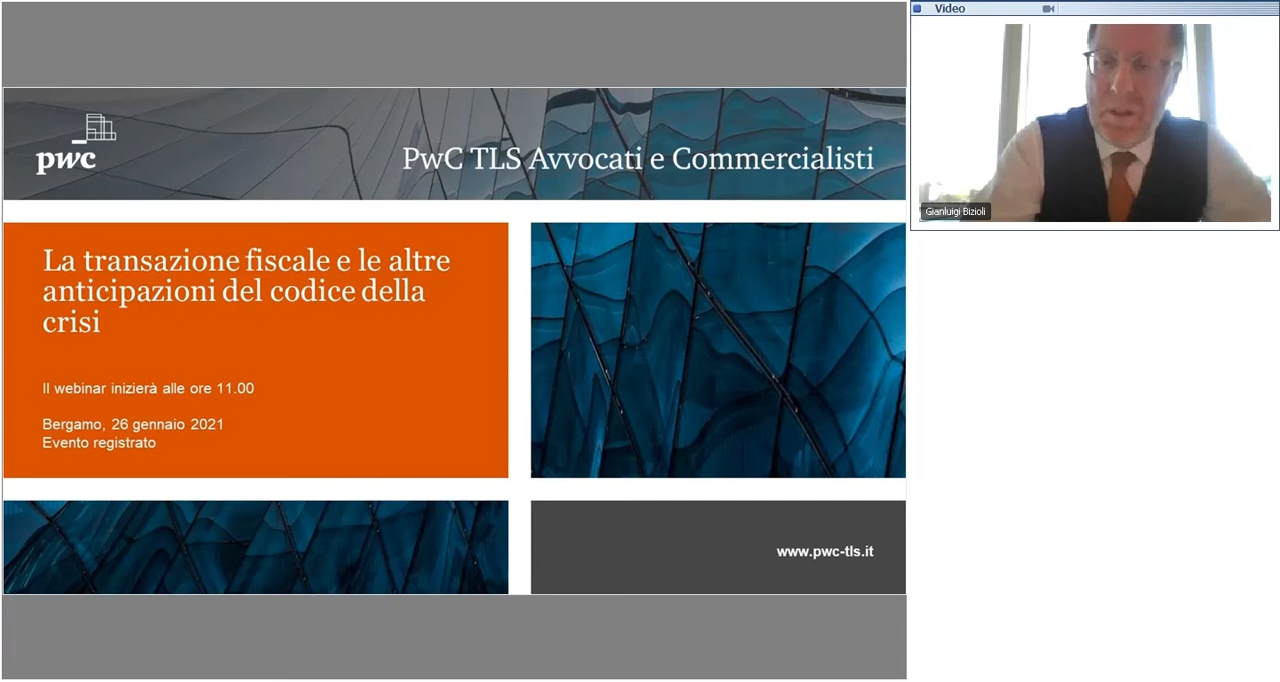 Video
pwc
PwC TLS Avvocati e Commercialisti
Gianluigi Bizioli
La transazione fiscale e le altre
anticipazioni del codice della
crisi
Il webinar inizierà alle ore 11.00
Bergamo, 26 gennaio 2021
Evento registrato
www.pwc-tls.it